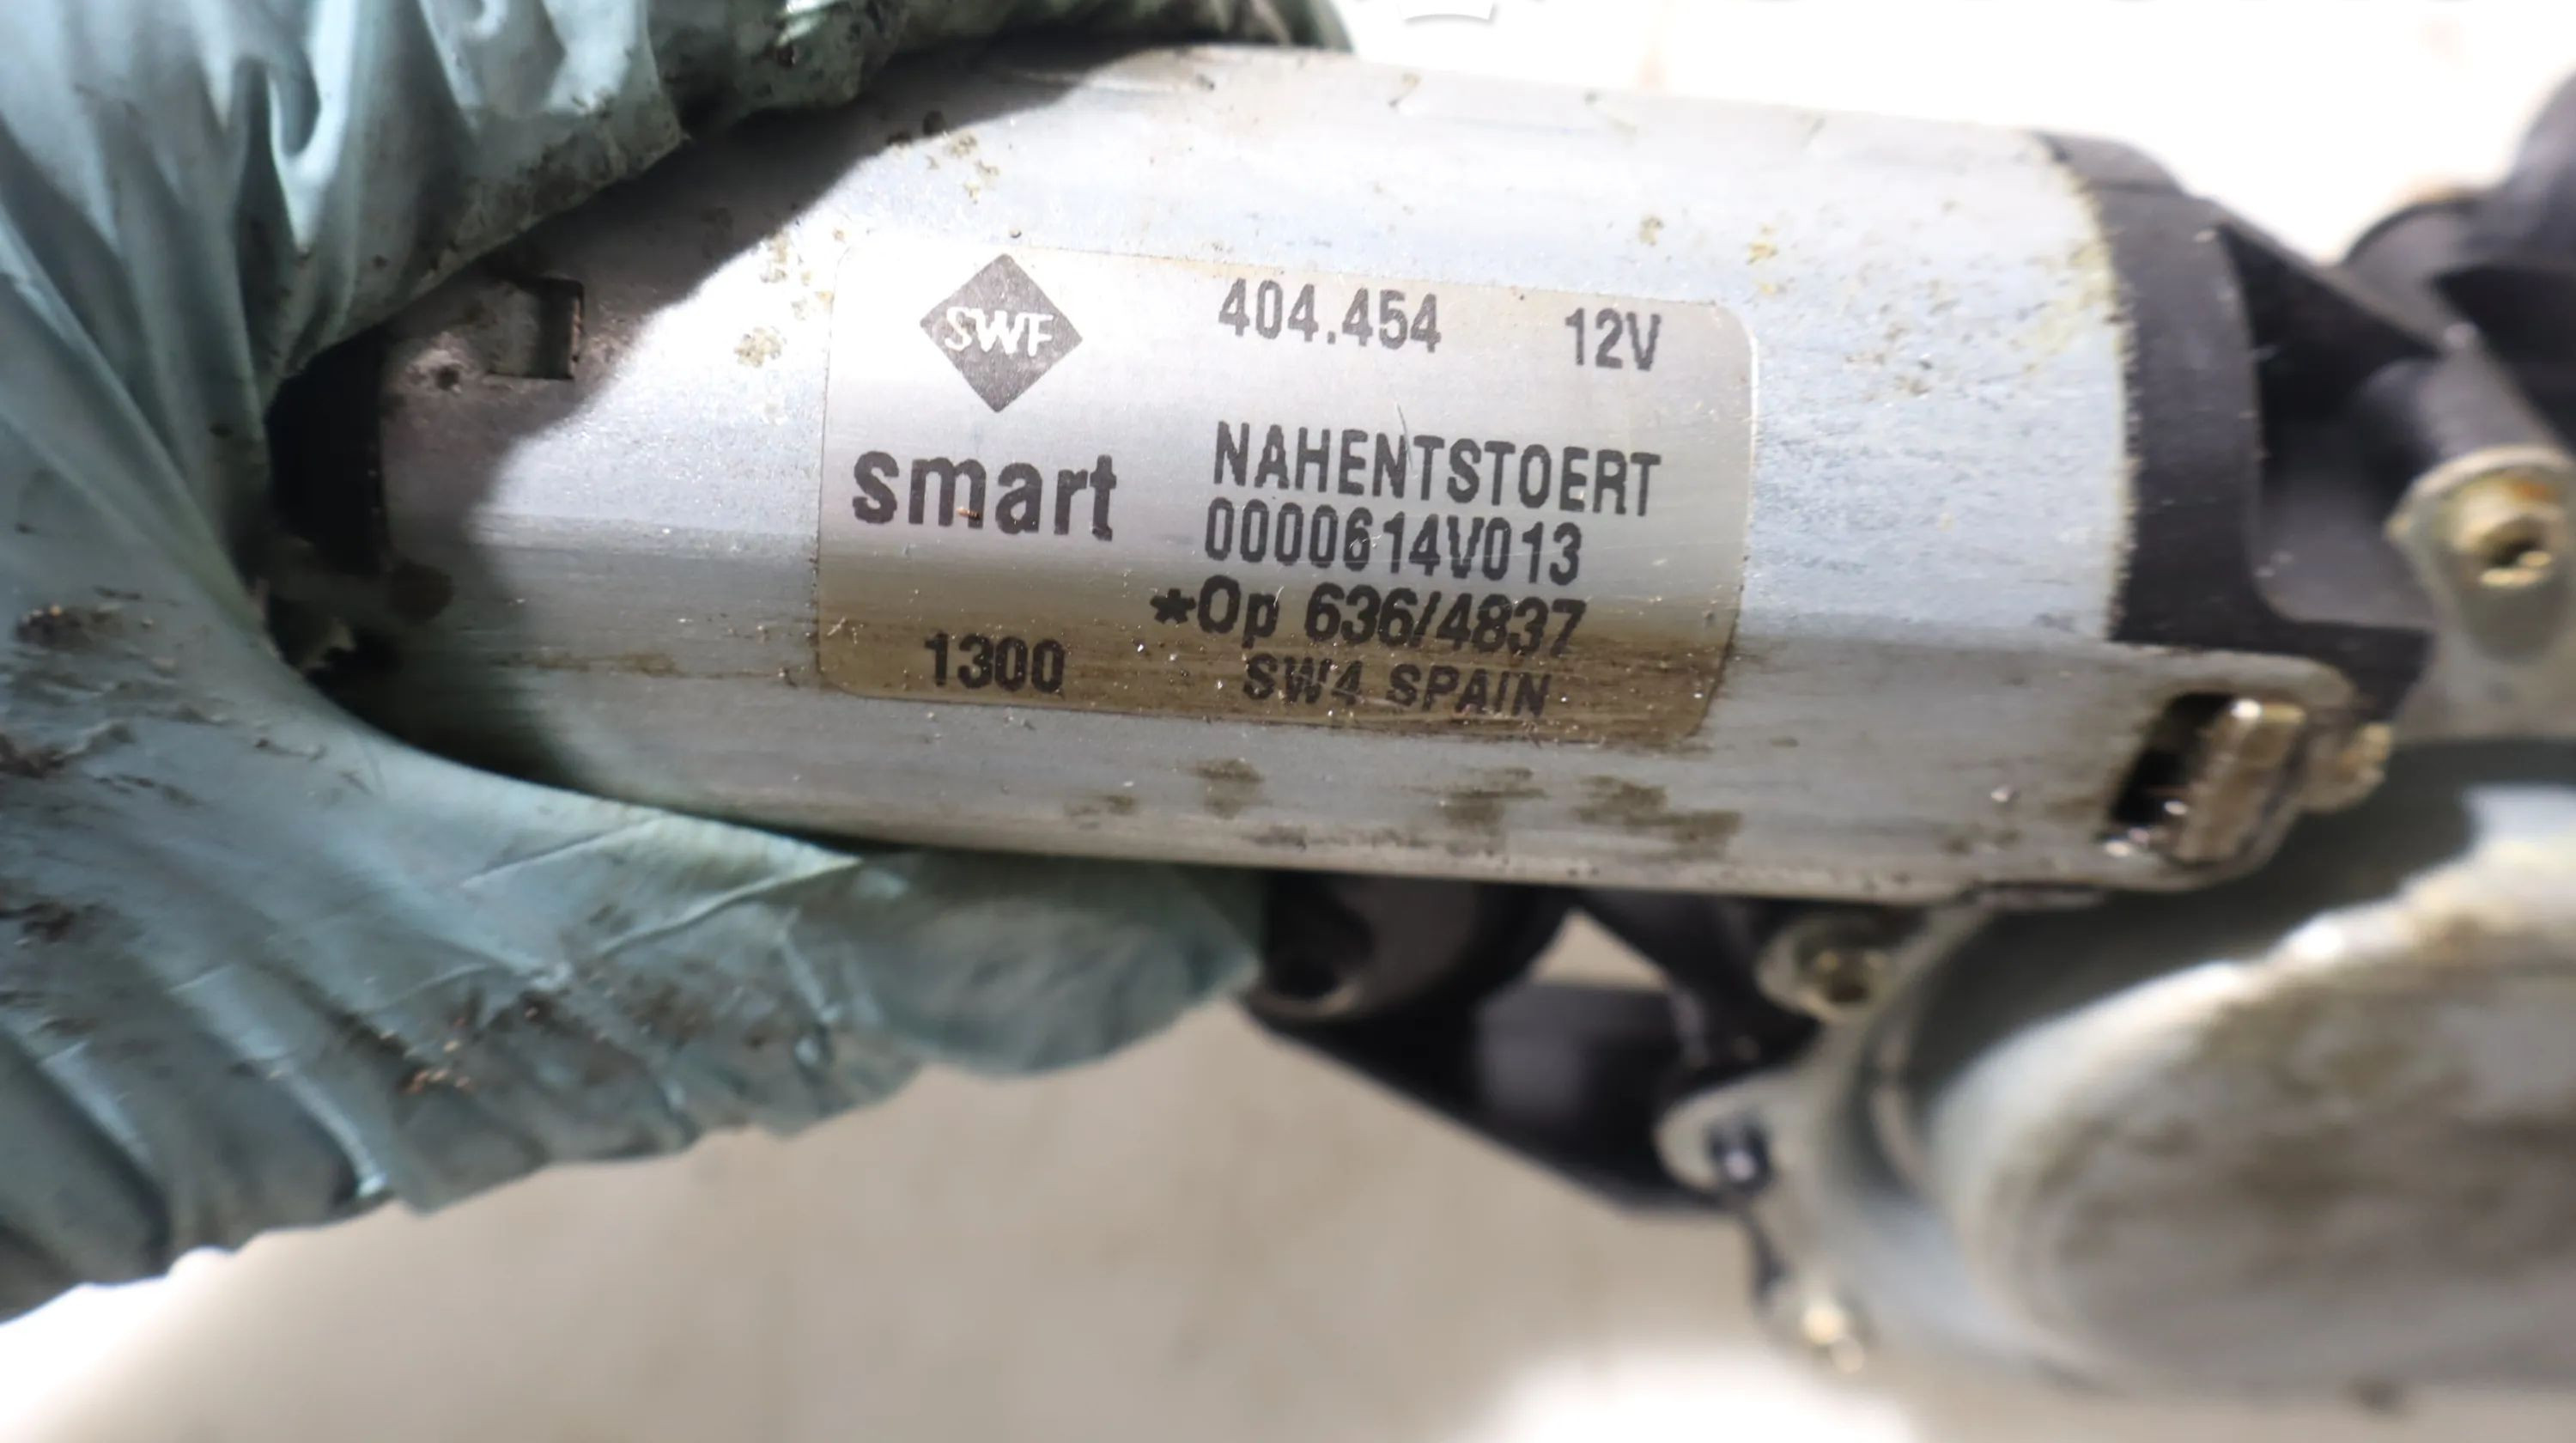 SWF
404.454 12V
smart
NAHENTSTOERT
0000614V013
*Op 636/4837
1300
SW4 SPAIN